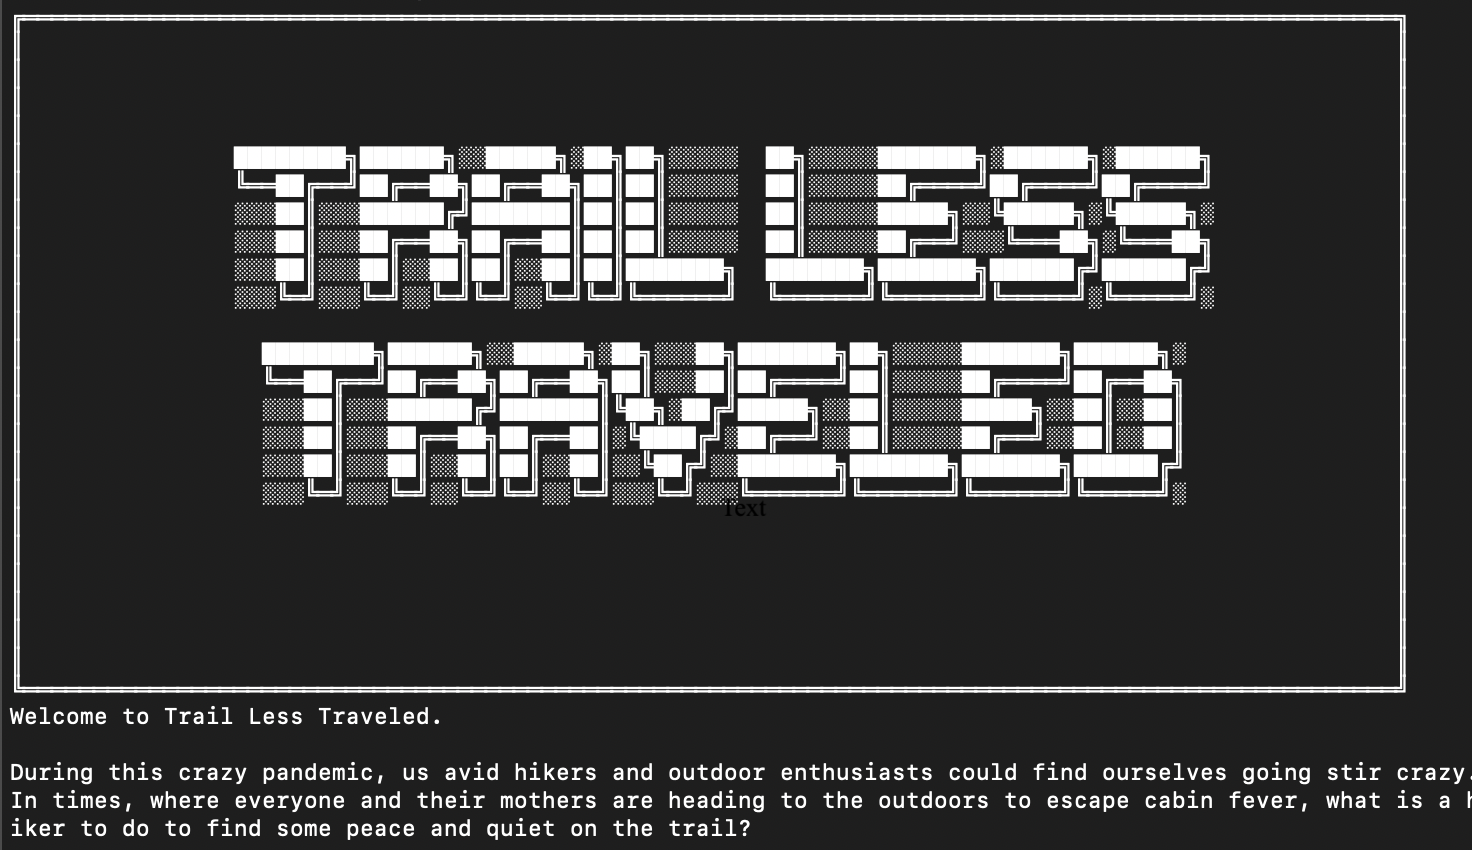 TRAIL LESS
TRAVELED
Text
Welcome to Trail Less Traveled.
During this crazy pandemic, us avid hikers and outdoor enthusiasts could find ourselves going stir crazy.
In times, where everyone and their mothers are heading to the outdoors to escape cabin fever, what is a h
iker to do to find some peace and quiet on the trail?